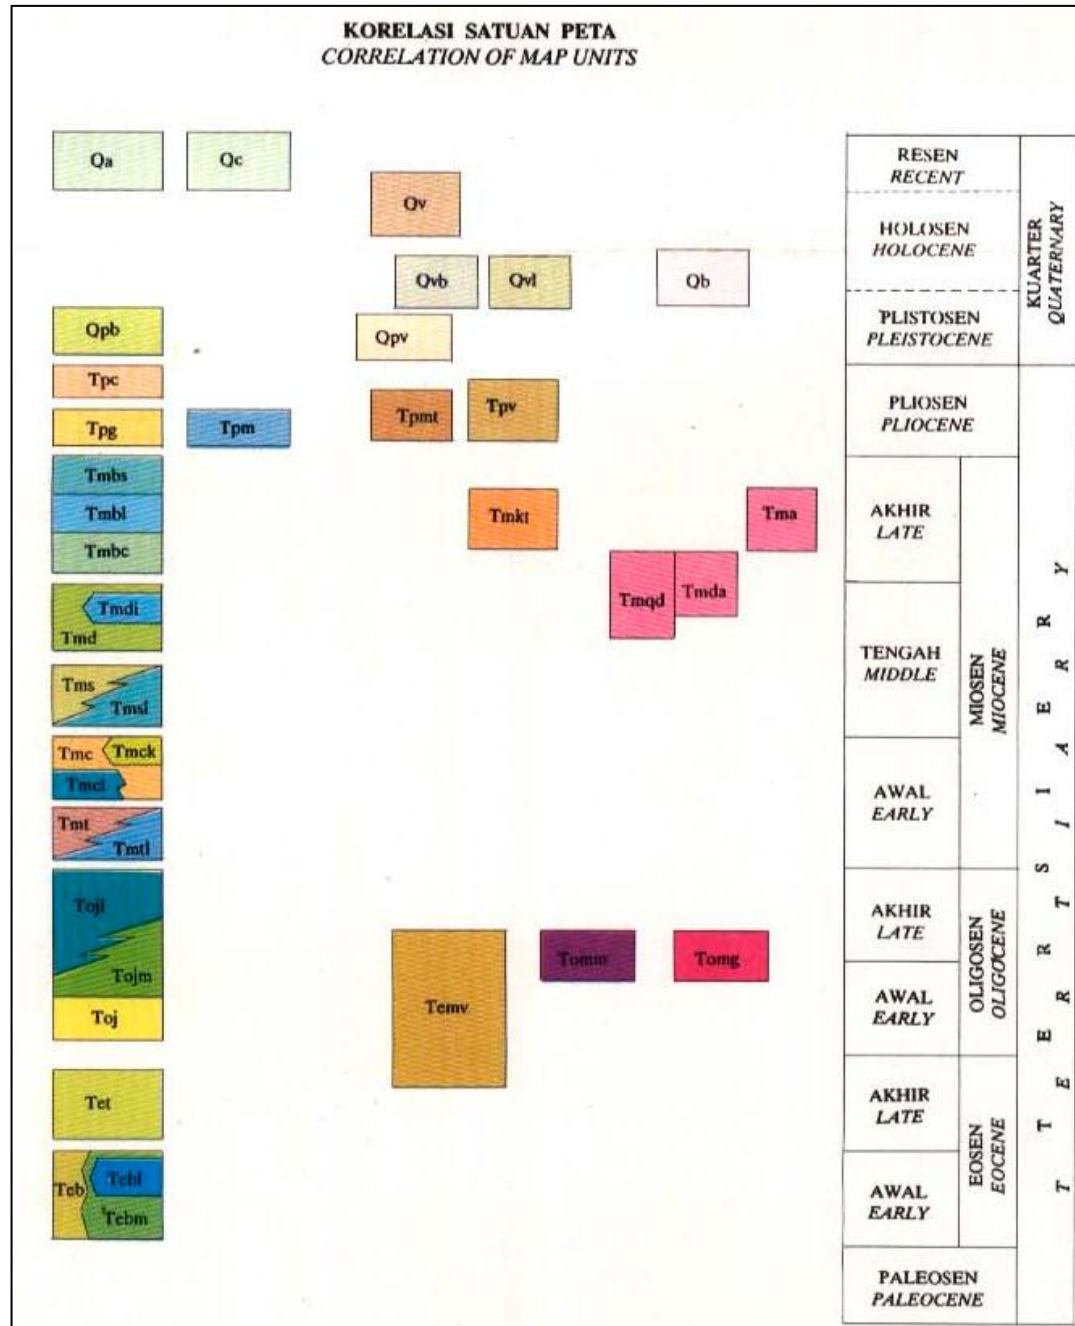 KORELASI SATUAN PETA
CORRELATION OF MAP UNITS
Qa
Qc
Qv
Qvb
Qvl
Qb
Qpb
Qpv
Tpc
Tpmt
Tpv
Tpg
Tpm
Tmbs
Tmbl
Tmbc
Tmkt
Tma
Tmqd
Tmda
Tmdi
Tmd
Tms
Tmsl
Tmc
Tmck
Tmcl
Tmt
Tmtl
Tojl
Tojm
Toj
Temv
Tomm
Tomg
Tet
Teb
Tebl
Tebm
RESEN
RECENT
HOLOSEN
HOLOCENE
PLISTOSEN
PLEISTOCENE
KUARTER
QUATERNARY
PLIOSEN
PLIOCENE
AKHIR
LATE
TENGAH
MIDDLE
AWAL
EARLY
MIOSEN
MIOCENE
AKHIR
LATE
AWAL
EARLY
OLIGOSEN
OLIGOCENE
AKHIR
LATE
AWAL
EARLY
EOSEN
EOCENE
PALEOSEN
PALEOCENE
T E R S I E R
T E R T I A R Y